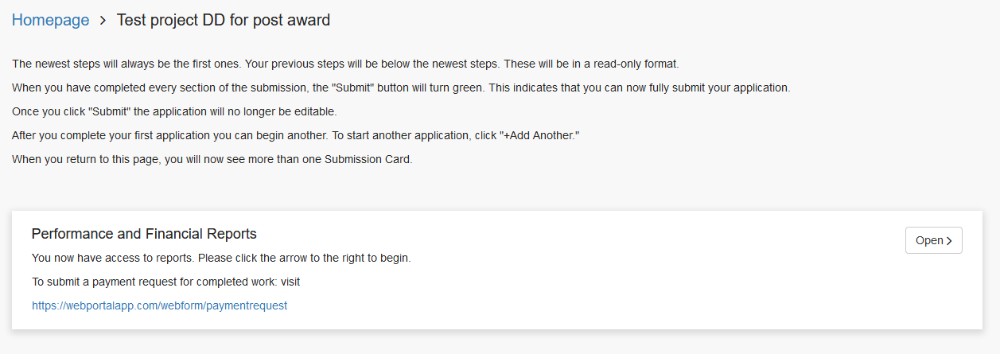 Homepage > Test project DD for post award
The newest steps will always be the first ones. Your previous steps will be below the newest steps. These will be in a read-only format.
When you have completed every section of the submission, the "Submit" button will turn green. This indicates that you can now fully submit your application.
Once you click "Submit" the application will no longer be editable.
After you complete your first application you can begin another. To start another application, click "+Add Another."
When you return to this page, you will now see more than one Submission Card.
Performance and Financial Reports
Open >
You now have access to reports. Please click the arrow to the right to begin.
To submit a payment request for completed work: visit
https://webportalapp.com/webform/paymentrequest